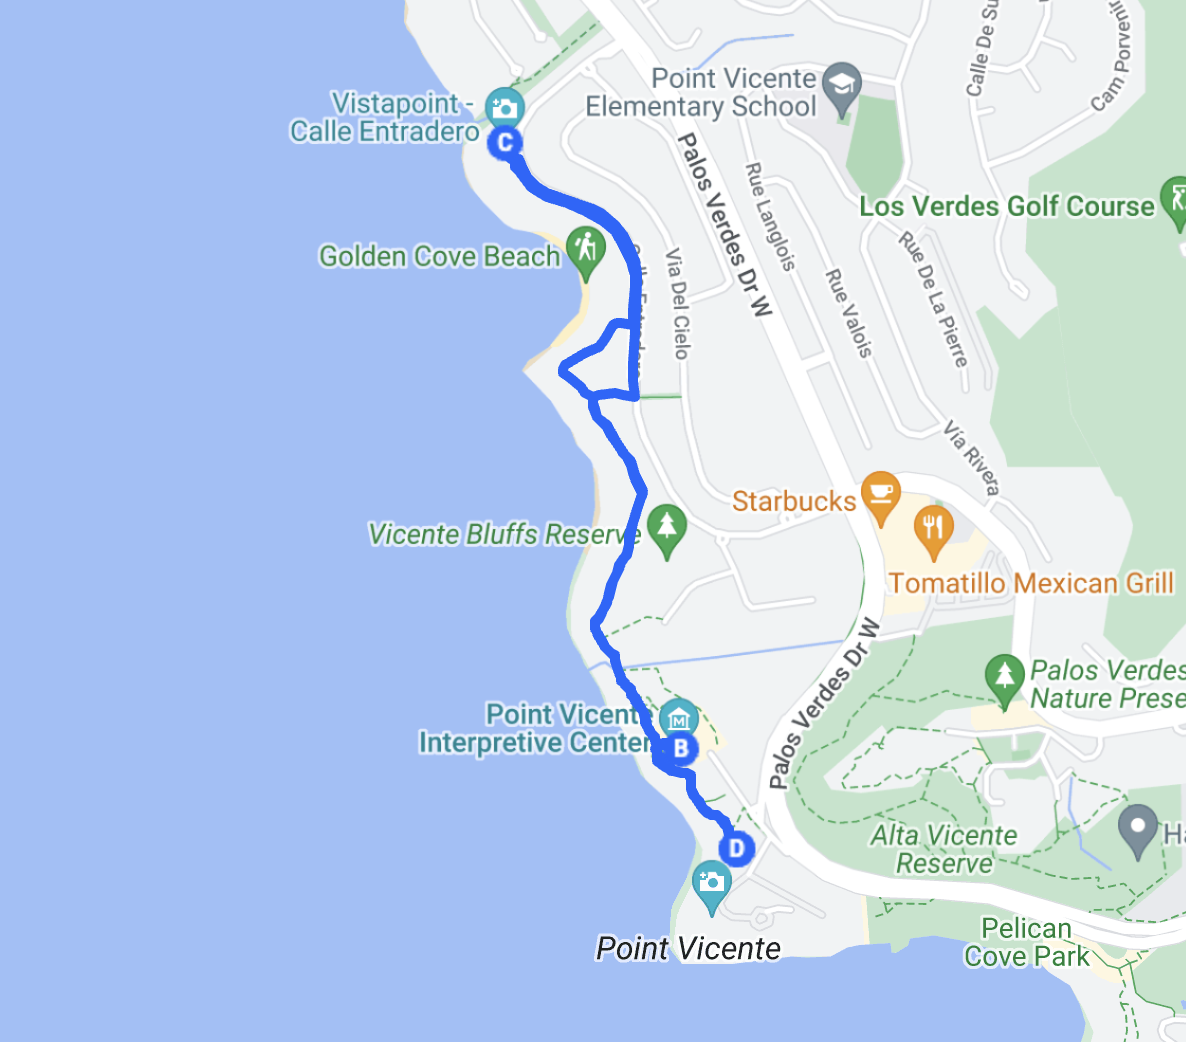 Calle De Su
Cam Porvenir
Point Vicente
Elementary School
Vistapoint -
Calle Entradero
C
Palos Verdes Dr W
Rue Langlois
Los Verdes Golf Course
Golden Cove Beach
Calle Entradero
Via Del Cielo
Rue Valois
Rue De La Pierre
Vía Rivera
Starbucks
Vicente Bluffs Reserve
Tomatillo Mexican Grill
Palos Verdes Dr W
Palos Verdes
Nature Prese
Point Vicente
Interpretive Center
M
B
D
Alta Vicente
Reserve
Ha
Point Vicente
Pelican
Cove Park